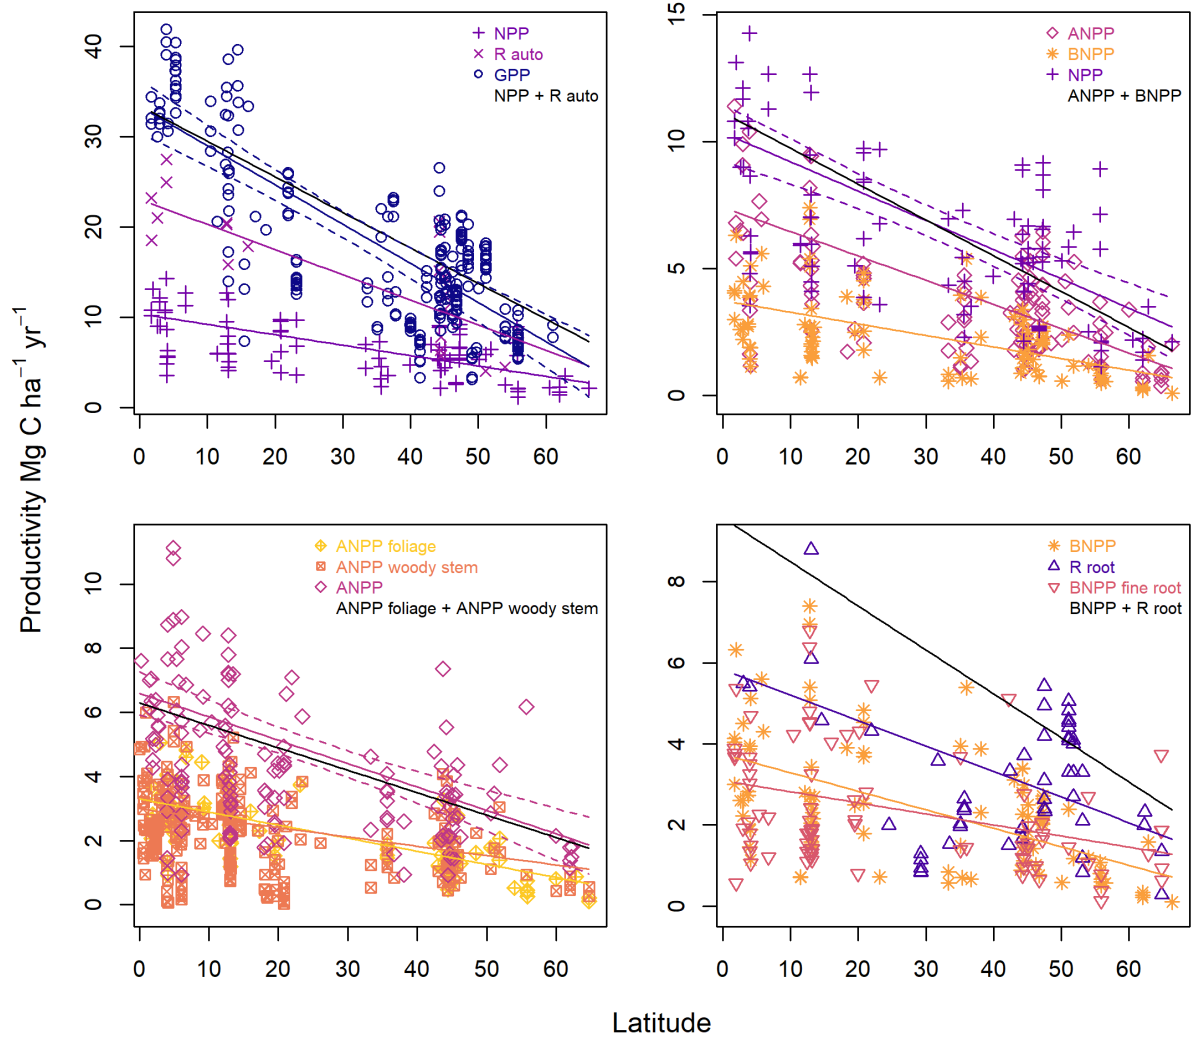 Productivity Mg C ha⁻¹ yr⁻¹
40
30
20
10
0
NPP
R auto
GPP
NPP + R auto
0 10 20 30 40 50 60
15
10
5
0
ANPP
BNPP
NPP
ANPP + BNPP
0 10 20 30 40 50 60
10
8
6
4
2
0
ANPP foliage
ANPP woody stem
ANPP
ANPP foliage + ANPP woody stem
0 10 20 30 40 50 60
8
6
4
2
0
BNPP
R root
BNPP fine root
BNPP + R root
0 10 20 30 40 50 60
Latitude